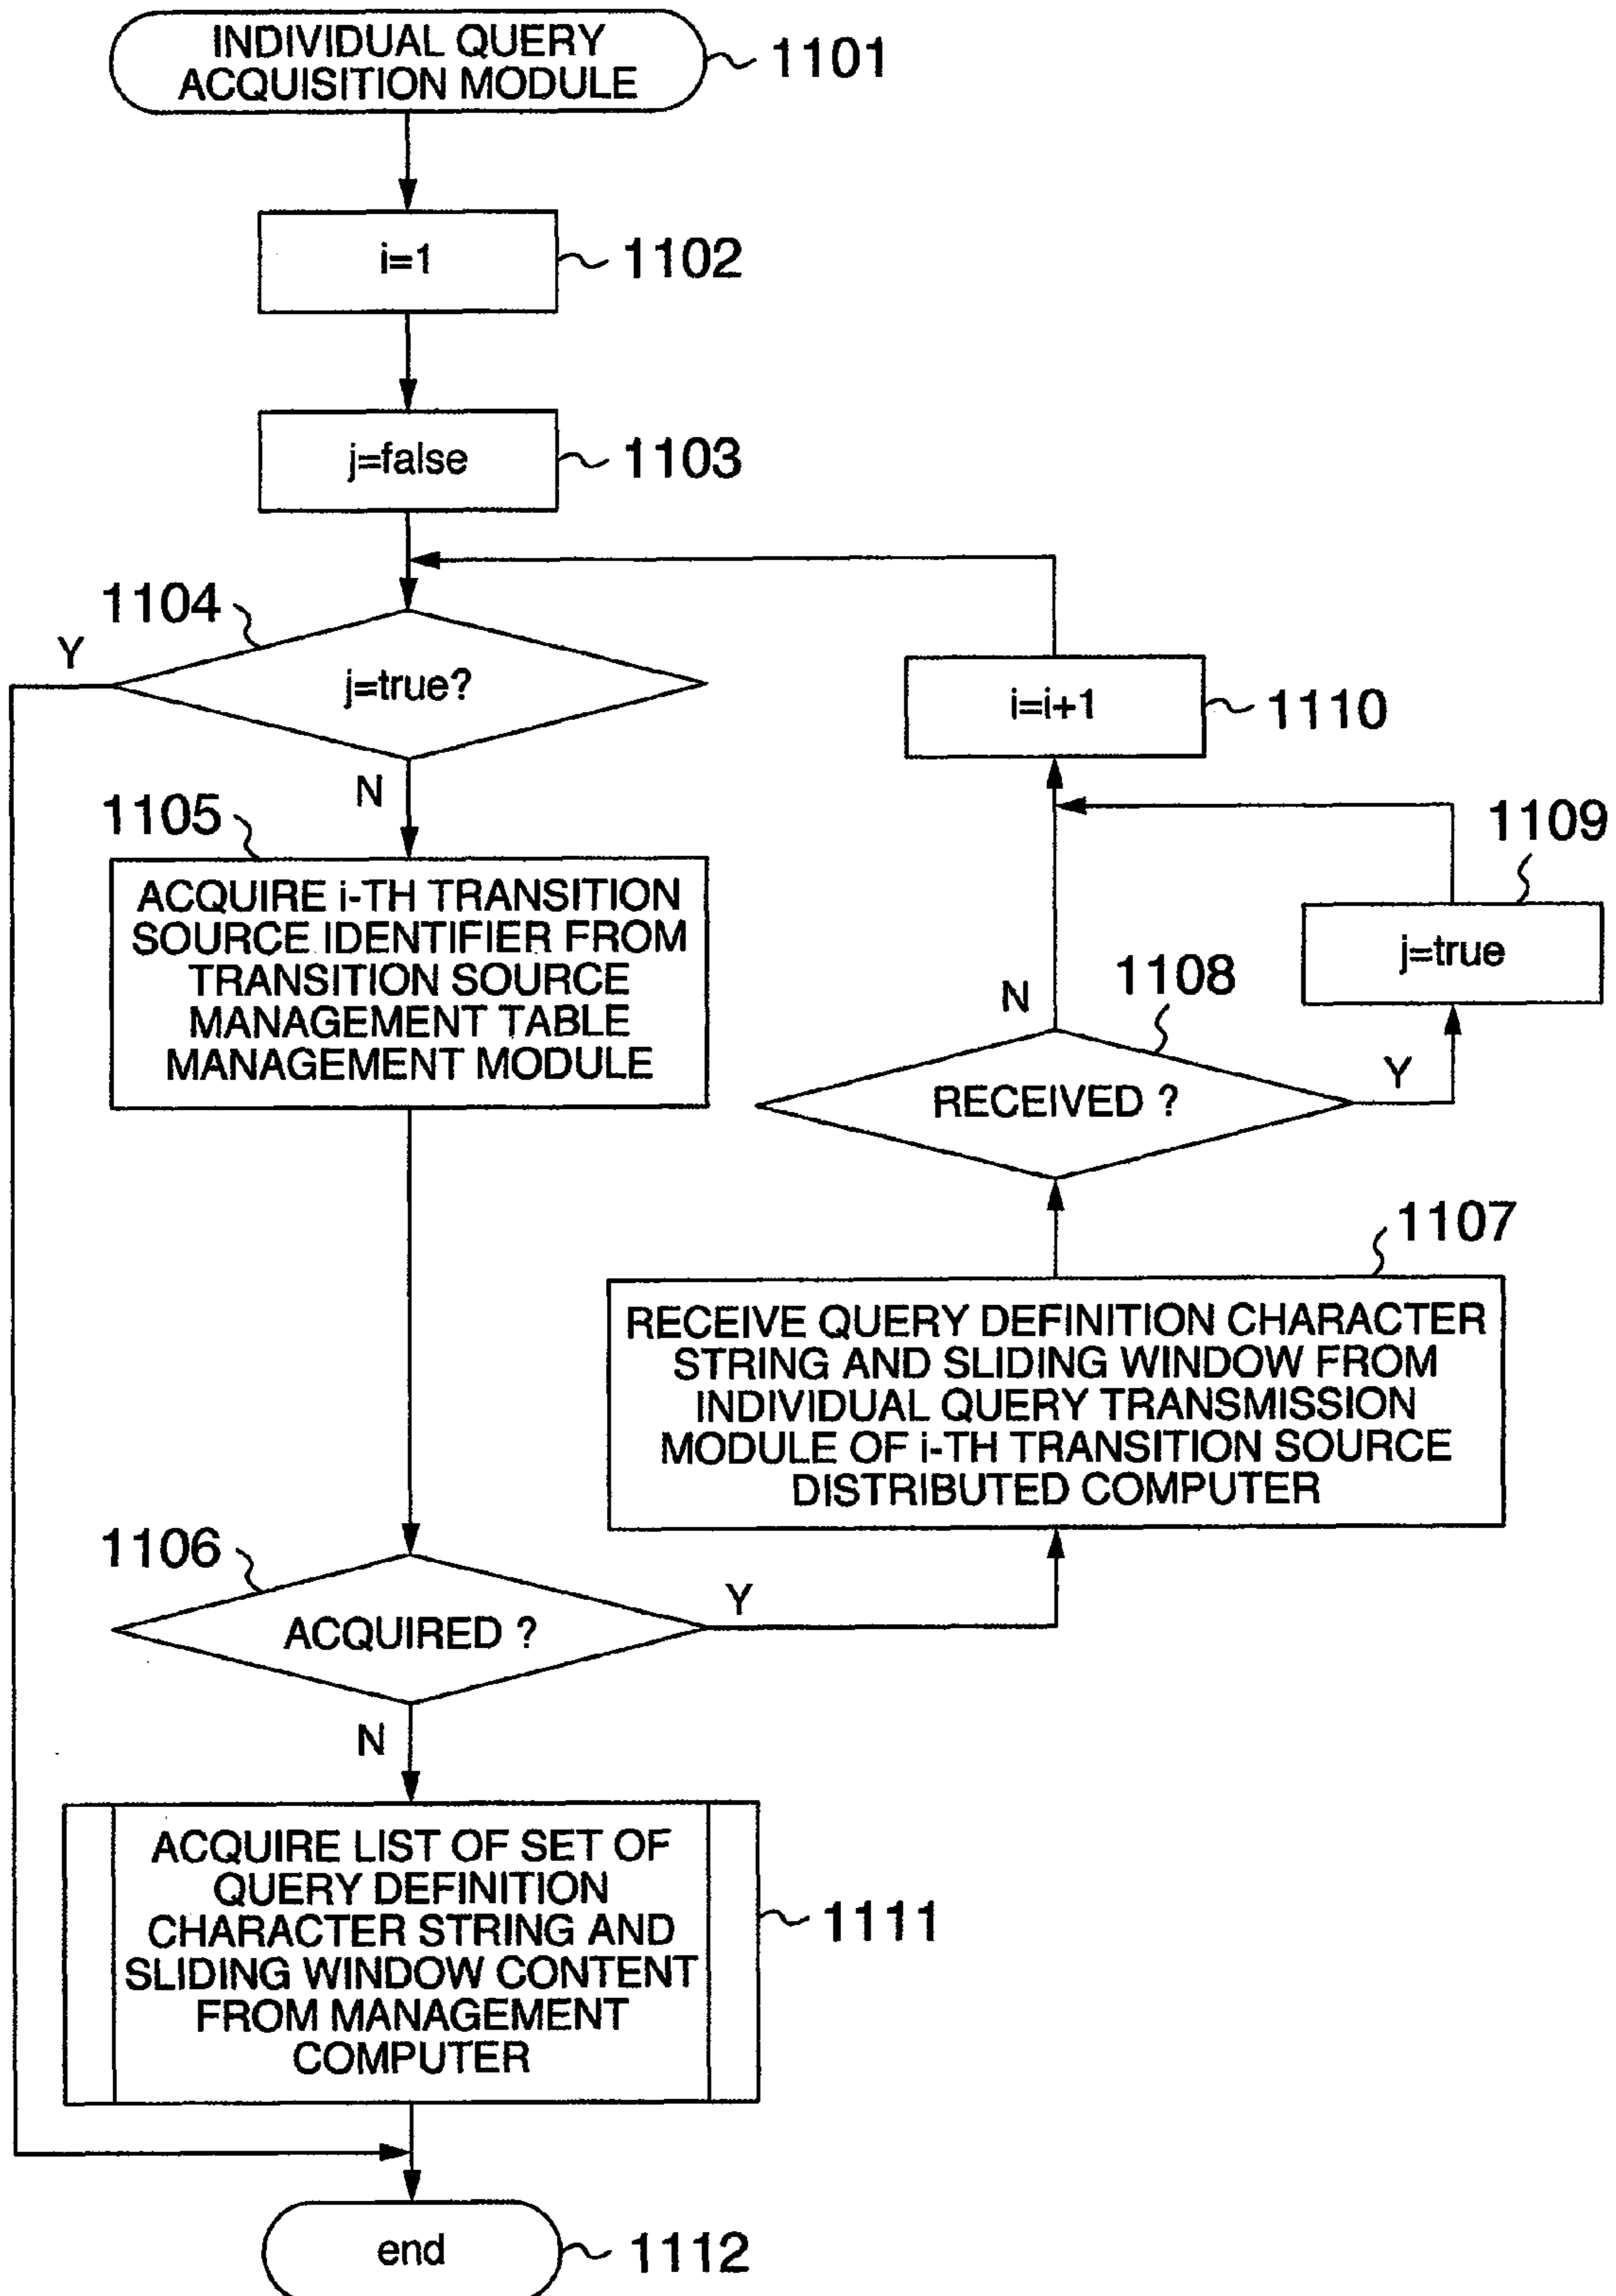 INDIVIDUAL QUERY
ACQUISITION MODULE
1101
i=1
1102
j=false
1103
1104
Y
j=true?
N
i=i+1
1110
1105
ACQUIRE i-TH TRANSITION
SOURCE IDENTIFIER FROM
TRANSITION SOURCE
MANAGEMENT TABLE
MANAGEMENT MODULE
1109
j=true
1108
N
RECEIVED ?
Y
1107
RECEIVE QUERY DEFINITION CHARACTER
STRING AND SLIDING WINDOW FROM
INDIVIDUAL QUERY TRANSMISSION
MODULE OF i-TH TRANSITION SOURCE
DISTRIBUTED COMPUTER
1106
ACQUIRED ?
Y
N
ACQUIRE LIST OF SET OF
QUERY DEFINITION
CHARACTER STRING AND
SLIDING WINDOW CONTENT
FROM MANAGEMENT
COMPUTER
1111
end
1112